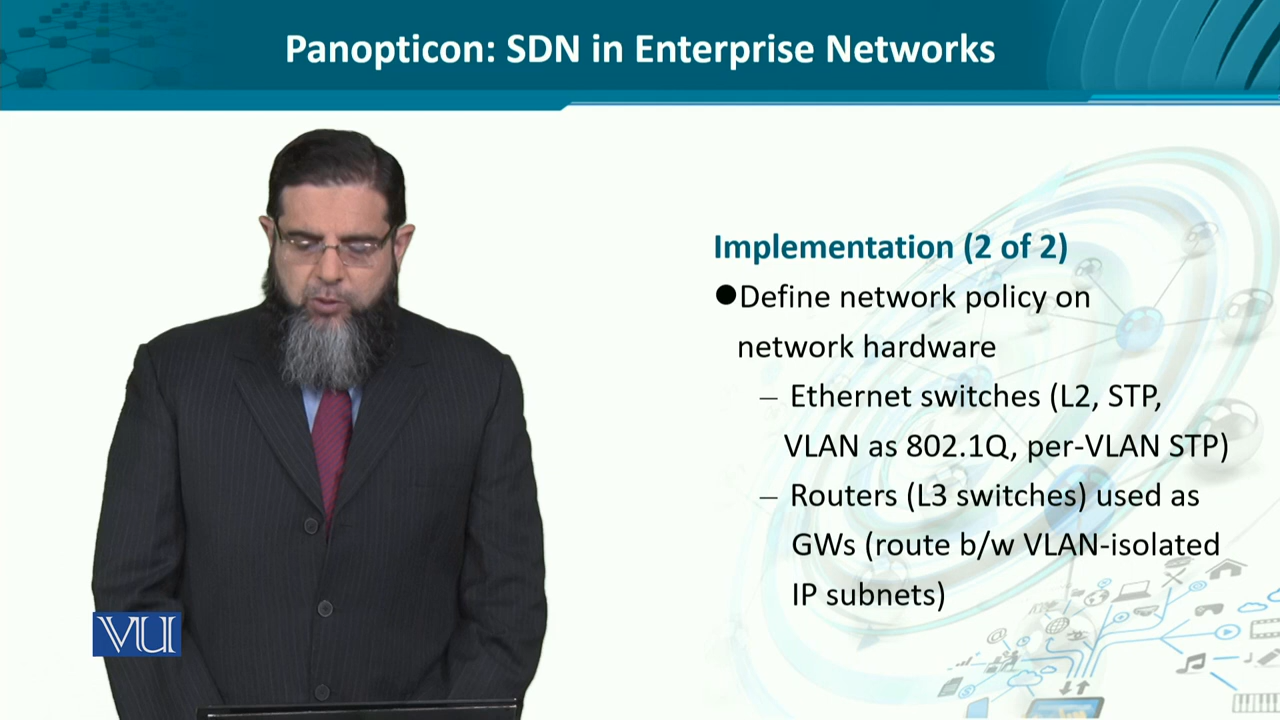 Panopticon: SDN in Enterprise Networks
Implementation (2 of 2)
●Define network policy on
network hardware
– Ethernet switches (L2, STP,
VLAN as 802.1Q, per-VLAN STP)
– Routers (L3 switches) used as
GWs (route b/w VLAN-isolated
IP subnets)
VU